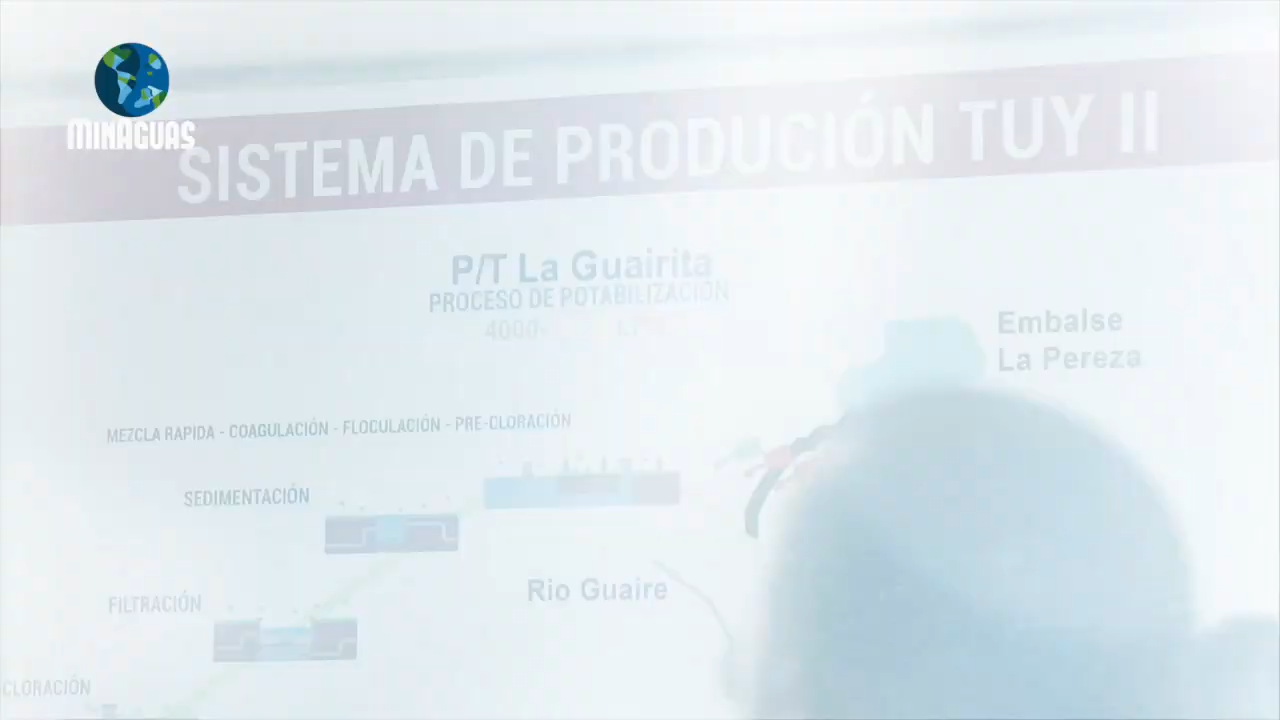 MINAGUAS
SISTEMA DE PRODUCIÓN TUY II
P/T La Guairita
PROCESO DE POTABILIZACIÓN
4000
Embalse
La Pereza
MEZCLA RAPIDA - COAGULACIÓN - FLOCULACIÓN - PRE-CLORACIÓN
SEDIMENTACIÓN
Rio Guaire
FILTRACIÓN
CLORACIÓN